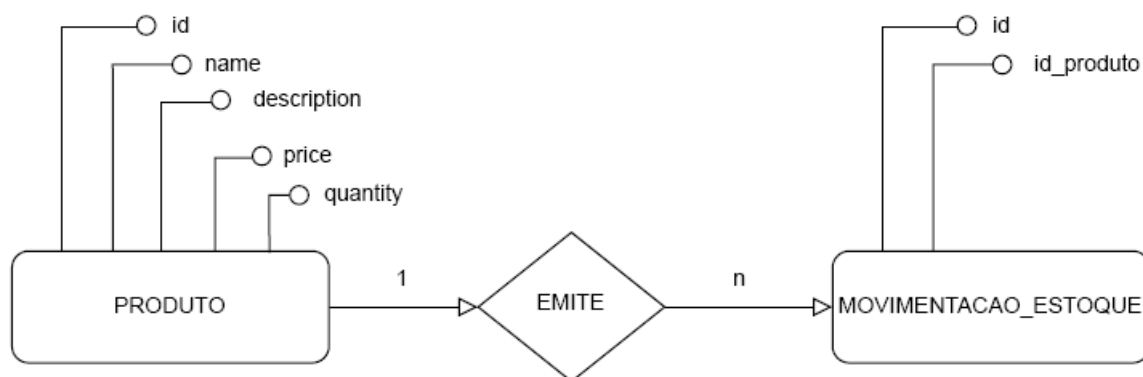 id
name
description
price
quantity
PRODUTO
1
EMITE
n
id
id_produto
MOVIMENTACAO_ESTOQUE